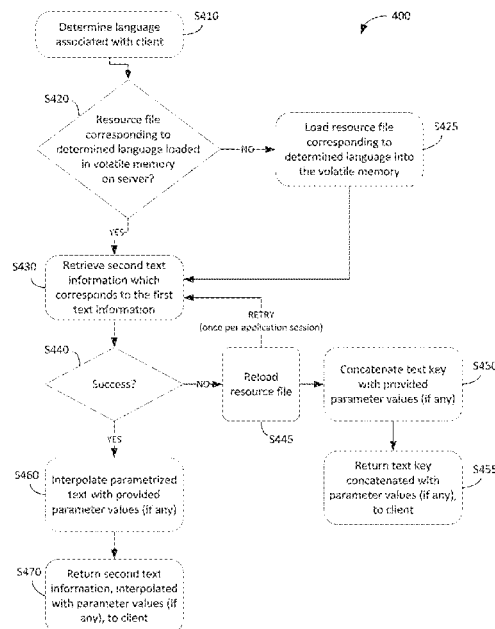 400
S410
Determine language
associated with client
S420
Resource file
corresponding to
determined language loaded
in volatile memory
on server?
NO
S425
Load resource file
corresponding to
determined language into
the volatile memory
YES
S430
Retrieve second text
information which
corresponds to the first
text information
RETRY
(once per application session)
S440
Success?
NO
Reload
resource file
S445
S450
Concatenate text key
with provided
parameter values (if any)
YES
S455
Return text key
concatenated with
parameter values (if any),
to client
S460
Interpolate parametrized
text with provided
parameter values (if any)
S470
Return second text
information, interpolated
with parameter values (if
any), to client